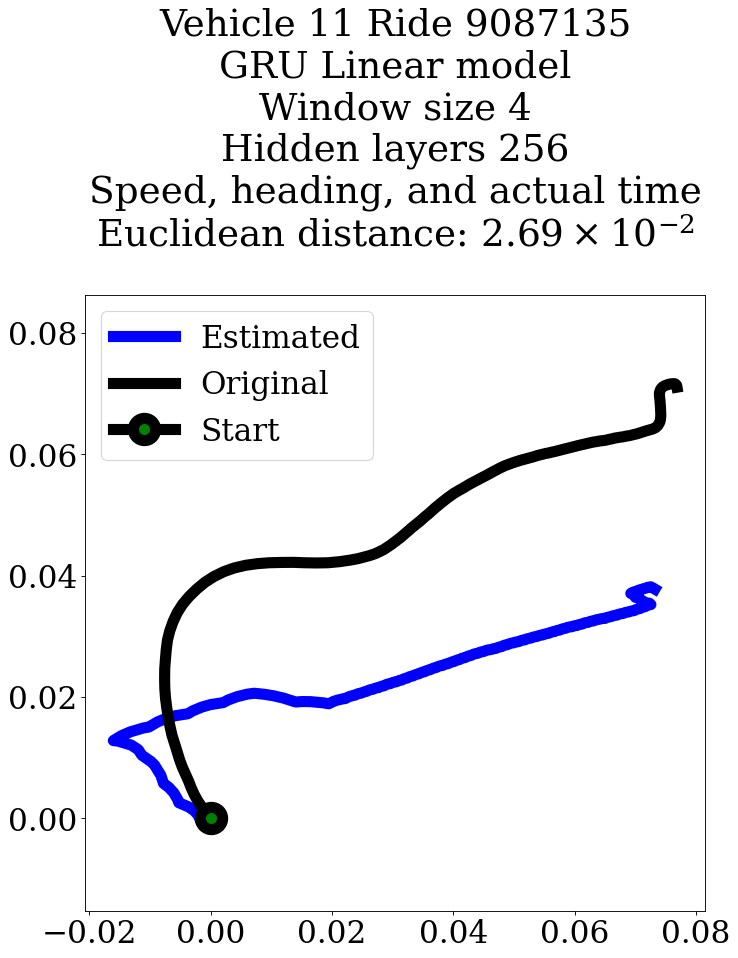 Vehicle 11 Ride 9087135
GRU Linear model
Window size 4
Hidden layers 256
Speed, heading, and actual time
Euclidean distance: 2.69 × 10⁻²
Estimated
Original
Start
0.08
0.06
0.04
0.02
0.00
−0.02 0.00 0.02 0.04 0.06 0.08